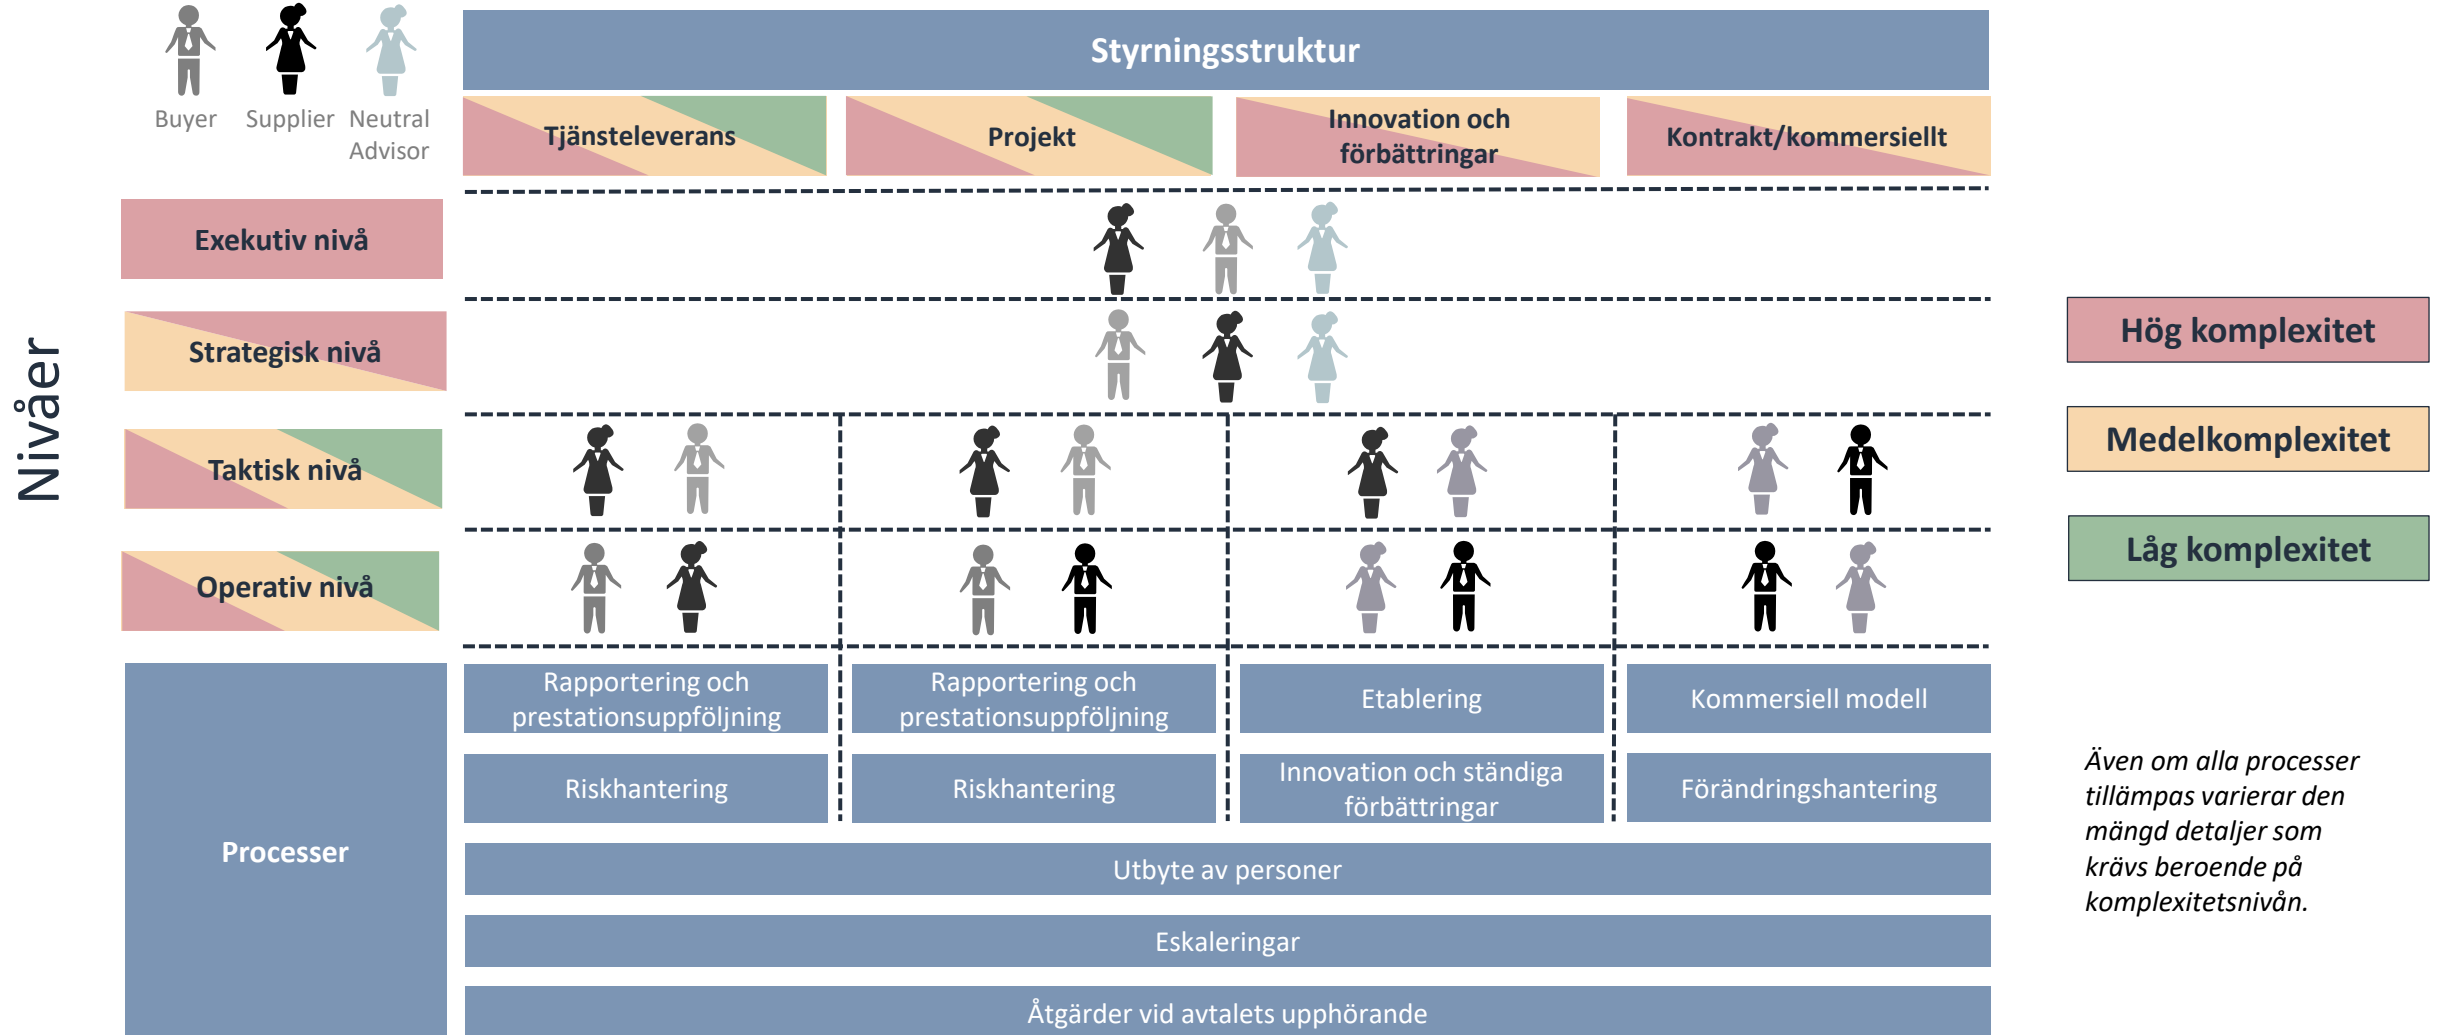 Buyer
Supplier
Neutral
Advisor
Styrningsstruktur
Tjänsteleverans
Projekt
Innovation och
förbättringar
Kontrakt/kommersiellt
Nivåer
Exekutiv nivå
Strategisk nivå
Taktisk nivå
Operativ nivå
Hög komplexitet
Medelkomplexitet
Låg komplexitet
Processer
Rapportering och
prestationsuppföljning
Rapportering och
prestationsuppföljning
Etablering
Kommersiell modell
Riskhantering
Riskhantering
Innovation och ständiga
förbättringar
Förändringshantering
Utbyte av personer
Eskaleringar
Åtgärder vid avtalets upphörande
Även om alla processer
tillämpas varierar den
mängd detaljer som
krävs beroende på
komplexitetsnivån.